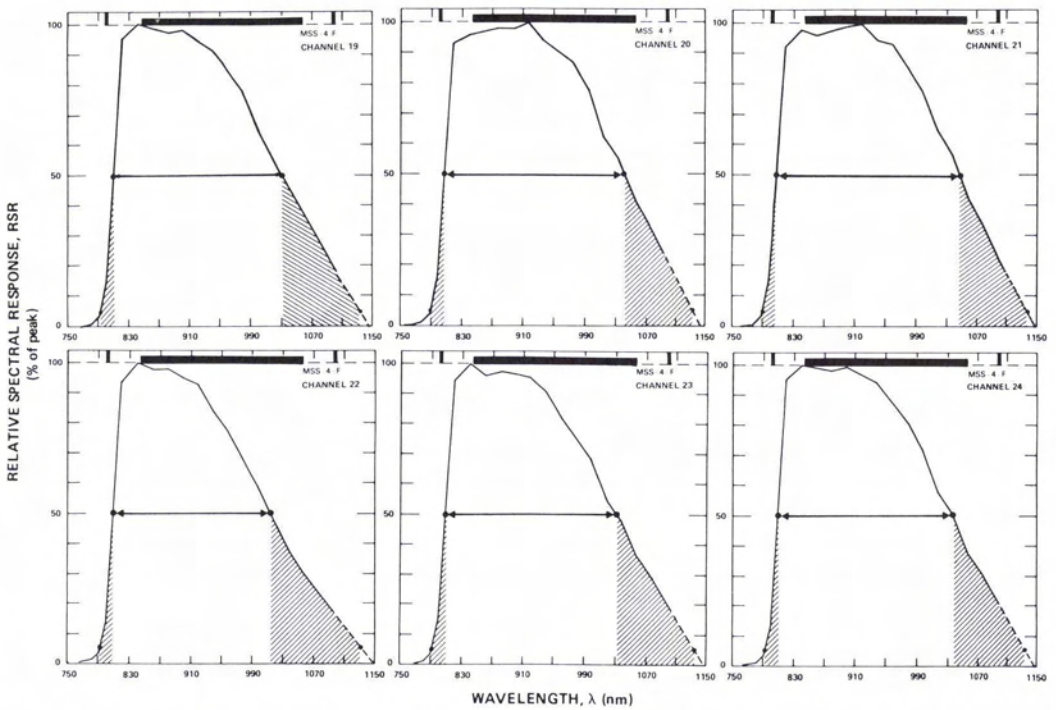 RELATIVE SPECTRAL RESPONSE, RSR
(% of peak)
100
50
0
MSS 4 F
CHANNEL 19
750 830 910 990 1070 1150
100
50
MSS 4 F
CHANNEL 20
750 830 910 990 1070 1150
100
50
MSS 4 F
CHANNEL 21
750 830 910 990 1070 1150
100
50
0
MSS 4 F
CHANNEL 22
750 830 910 990 1070 1150
100
50
0
MSS 4 F
CHANNEL 23
750 830 910 990 1070 1150
100
50
0
MSS 4 F
CHANNEL 24
750 830 910 990 1070 1150
WAVELENGTH, λ (nm)